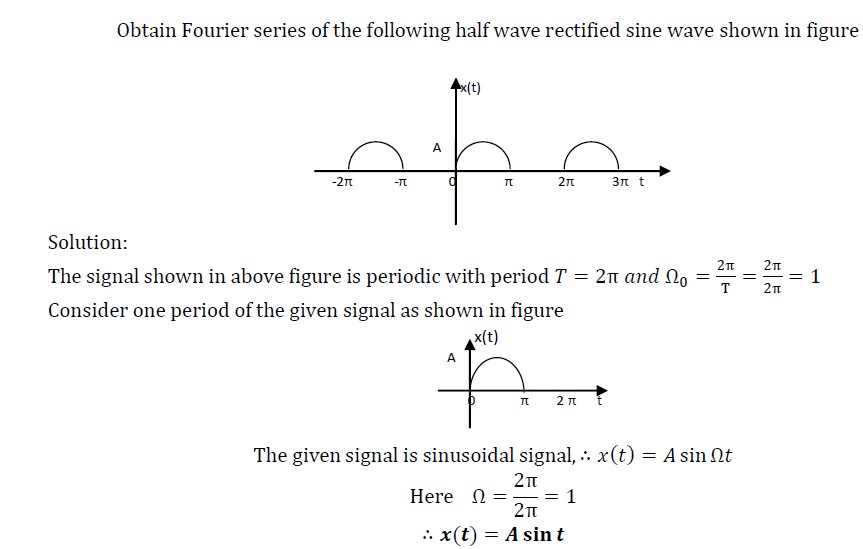 Obtain Fourier series of the following half wave rectified sine wave shown in figure
x(t)
A
-2π -π 0 π 2π 3π t
Solution:
The signal shown in above figure is periodic with period T = 2π and Ω₀ = 2π/T = 2π/2π = 1
Consider one period of the given signal as shown in figure
x(t)
A
0 π 2 π t
The given signal is sinusoidal signal, ∴ x(t) = A sin Ωt
Here Ω = 2π/2π = 1
∴ x(t) = A sin t